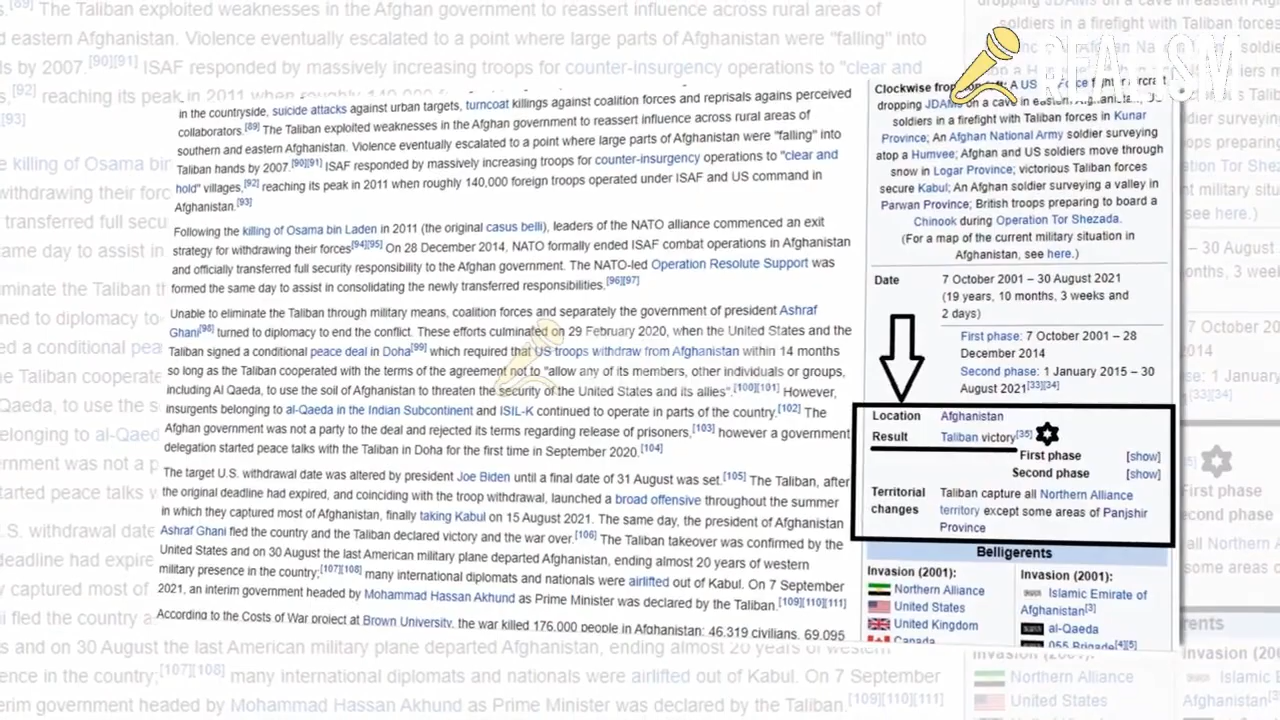 REALISM
in the countryside, suicide attacks against urban targets, turncoat killings against coalition forces and reprisals agains perceived
collaborators.[89] The Taliban exploited weaknesses in the Afghan government to reassert influence across rural areas of
southern and eastern Afghanistan. Violence eventually escalated to a point where large parts of Afghanistan were "falling" into
Taliban hands by 2007.[90][91] ISAF responded by massively increasing troops for counter-insurgency operations to "clear and
hold" villages,[92] reaching its peak in 2011 when roughly 140,000 foreign troops operated under ISAF and US command in
Afghanistan.[93]
Following the killing of Osama bin Laden in 2011 (the original casus belli), leaders of the NATO alliance commenced an exit
strategy for withdrawing their forces[94][95] On 28 December 2014, NATO formally ended ISAF combat operations in Afghanistan
and officially transferred full security responsibility to the Afghan government. The NATO-led Operation Resolute Support was
formed the same day to assist in consolidating the newly transferred responsibilities.[96][97]
Unable to eliminate the Taliban through military means, coalition forces and separately the government of president Ashraf
Ghani[98] turned to diplomacy to end the conflict. These efforts culminated on 29 February 2020, when the United States and the
Taliban signed a conditional peace deal in Doha[99] which required that US troops withdraw from Afghanistan within 14 months
so long as the Taliban cooperated with the terms of the agreement not to "allow any of its members, other individuals or groups,
including Al Qaeda, to use the soil of Afghanistan to threaten the security of the United States and its allies".[100][101] However,
insurgents belonging to al-Qaeda in the Indian Subcontinent and ISIL-K continued to operate in parts of the country.[102] The
Afghan government was not a party to the deal and rejected its terms regarding release of prisoners,[103] however a government
delegation started peace talks with the Taliban in Doha for the first time in September 2020.[104]
The target U.S. withdrawal date was altered by president Joe Biden until a final date of 31 August was set.[105] The Taliban, after
the original deadline had expired, and coinciding with the troop withdrawal, launched a broad offensive throughout the summer
in which they captured most of Afghanistan, finally taking Kabul on 15 August 2021. The same day, the president of Afghanistan
Ashraf Ghani fled the country and the Taliban declared victory and the war over.[106] The Taliban takeover was confirmed by the
United States and on 30 August the last American military plane departed Afghanistan, ending almost 20 years of western
military presence in the country;[107][108] many international diplomats and nationals were airlifted out of Kabul. On 7 September
2021, an interim government headed by Mohammad Hassan Akhund as Prime Minister was declared by the Taliban.[109][110][111]
According to the Costs of War project at Brown University, the war killed 176,000 people in Afghanistan: 46,319 civilians, 69,095
Clockwise from A US Force
dropping JDAMs on a cave in eastern Afghanistan;
soldiers in a firefight with Taliban forces in Kunar
Province; An Afghan National Army soldier surveying
atop a Humvee; Afghan and US soldiers move through
snow in Logar Province; victorious Taliban forces
secure Kabul; An Afghan soldier surveying a valley in
Parwan Province; British troops preparing to board a
Chinook during Operation Tor Shezada.
(For a map of the current military situation in
Afghanistan, see here.)
Date 7 October 2001 – 30 August 2021
(19 years, 10 months, 3 weeks and
2 days)
First phase: 7 October 2001 – 28
December 2014
Second phase: 1 January 2015 – 30
August 2021[33][34]
Location Afghanistan
Result Taliban victory[35]
First phase [show]
Second phase [show]
Territorial changes Taliban capture all Northern Alliance
territory except some areas of Panjshir
Province
Belligerents
Invasion (2001):
Northern Alliance
United States
United Kingdom
Canada
Invasion (2001):
Islamic Emirate of
Afghanistan[3]
al-Qaeda
055 Brigade[4][5]